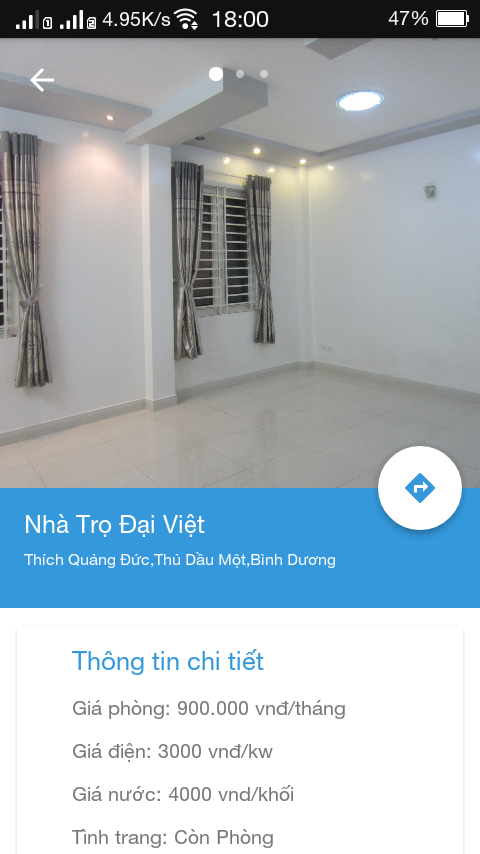 4.95K/s 18:00 47%
Nhà Trọ Đại Việt
Thích Quảng Đức,Thủ Dầu Một,Bình Dương
Thông tin chi tiết
Giá phòng: 900.000 vnđ/tháng
Giá điện: 3000 vnđ/kw
Giá nước: 4000 vnd/khối
Tình trang: Còn Phòng